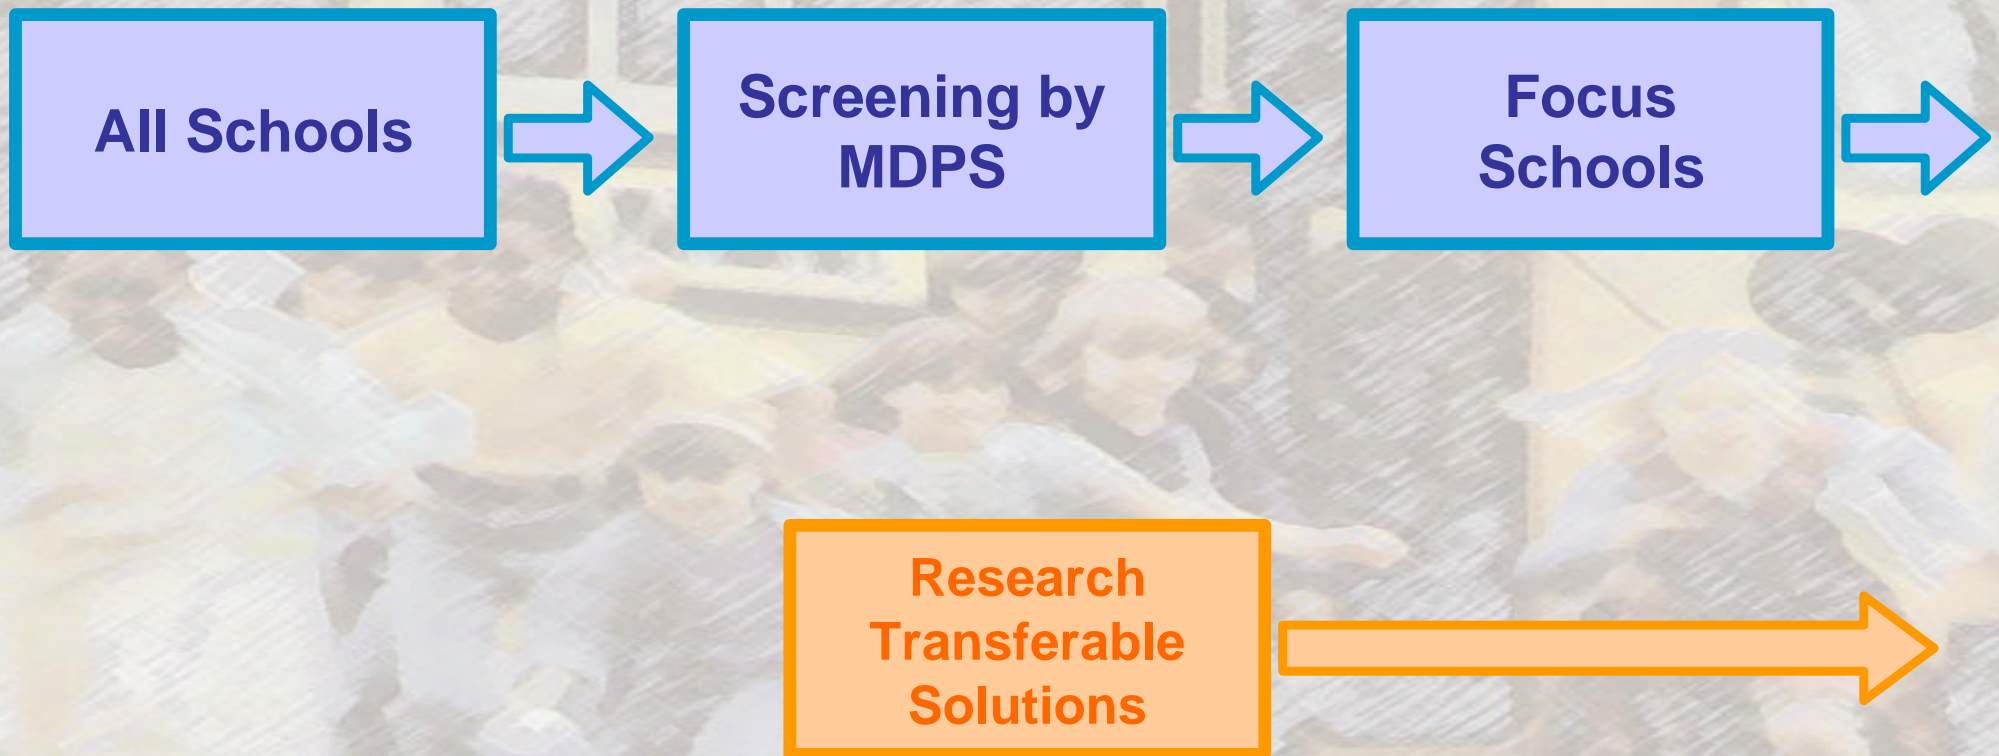 All Schools
Screening by
MDPS
Focus
Schools
Research
Transferable
Solutions